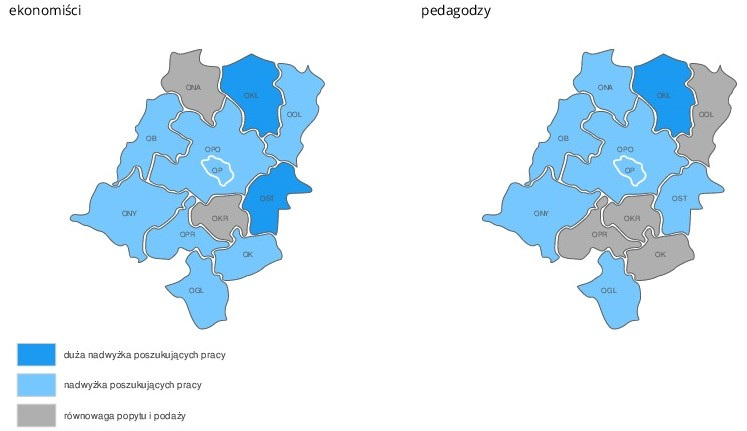 ekonomiści
pedagodzy
ONA
OKL
OOL
OB
OPO
OP
OST
ONY
OKR
OPR
OK
OGL
ONA
OKL
OOL
OB
OPO
OP
OST
ONY
OKR
OPR
OK
OGL
duża nadwyżka poszukujących pracy
nadwyżka poszukujących pracy
równowaga popytu i podaży